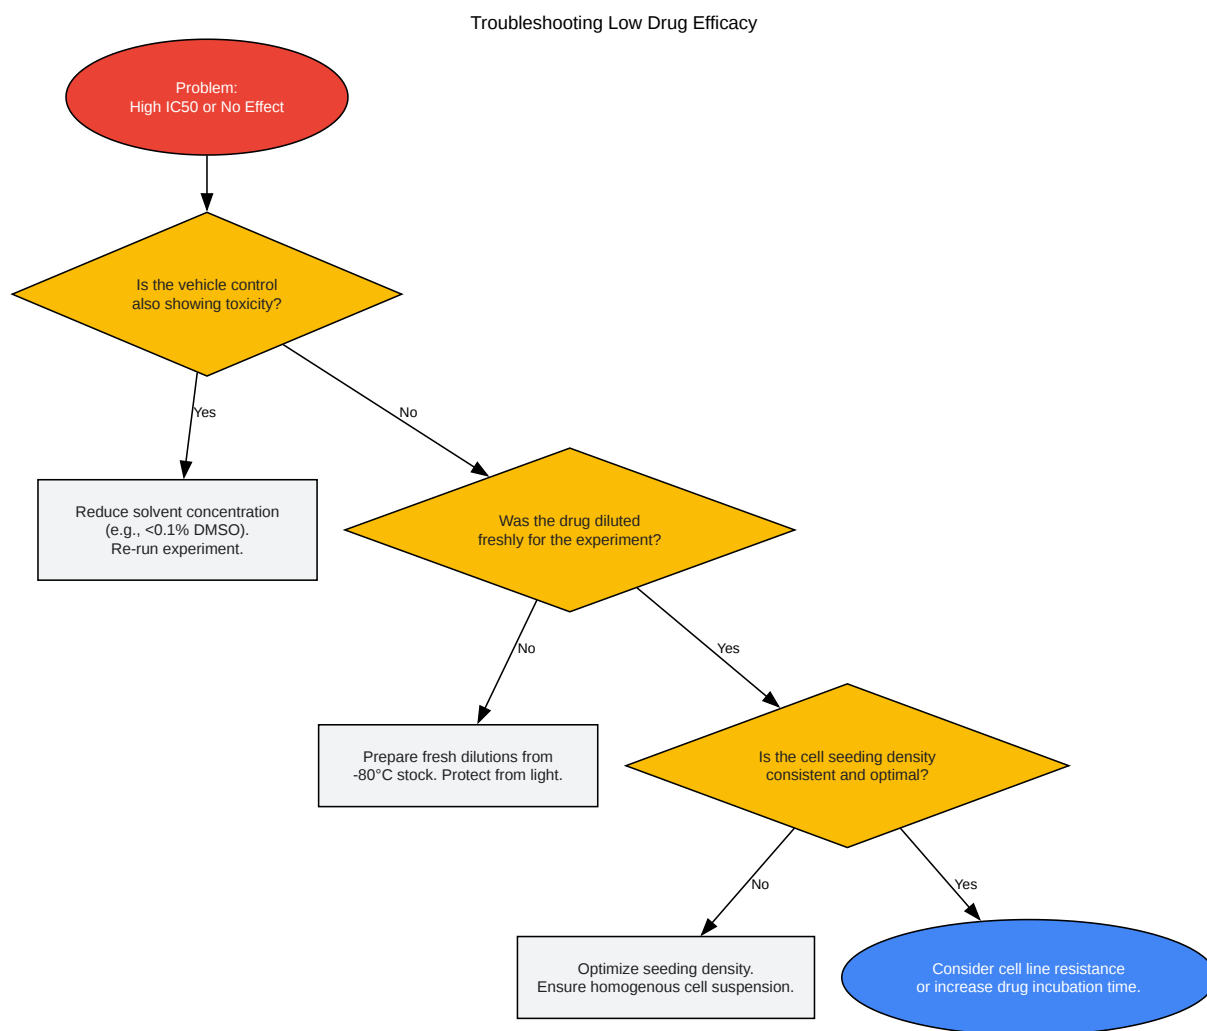 Troubleshooting Low Drug Efficacy
Problem:
High IC50 or No Effect
Is the vehicle control
also showing toxicity?
Yes
No
Reduce solvent concentration
(e.g., <0.1% DMSO).
Re-run experiment.
Was the drug diluted
freshly for the experiment?
No
Yes
Prepare fresh dilutions from
-80°C stock. Protect from light.
Is the cell seeding density
consistent and optimal?
No
Yes
Optimize seeding density.
Ensure homogenous cell suspension.
Consider cell line resistance
or increase drug incubation time.